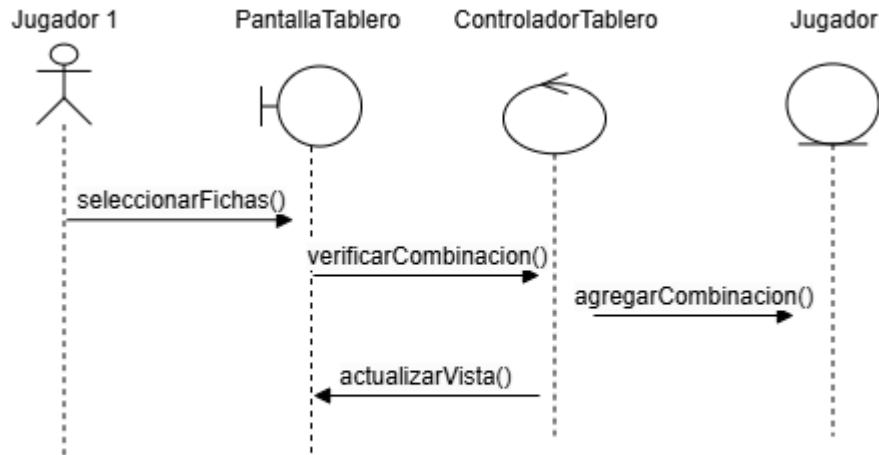 Jugador 1
PantallaTablero
ControladorTablero
Jugador
seleccionarFichas()
verificarCombinacion()
agregarCombinacion()
actualizarVista()